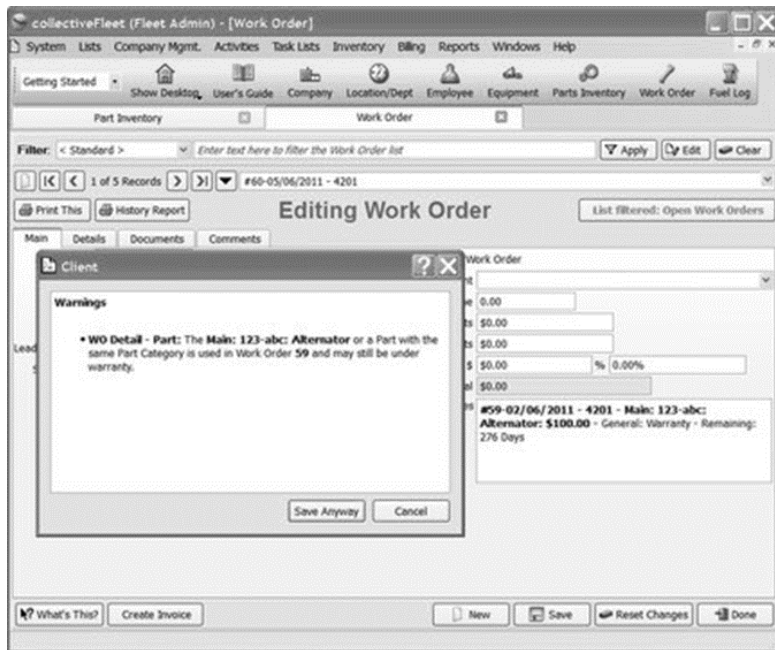 collectiveFleet (Fleet Admin) - [Work Order]
System Lists Company Mgmt. Activities Task Lists Inventory Billing Reports Windows Help
Getting Started Show Desktop User's Guide Company Location/Dept Employee Equipment Parts Inventory Work Order Fuel Log
Part Inventory Work Order
Filter: < Standard > Enter text here to filter the Work Order list Apply Edit Clear
1 of 5 Records #60-05/06/2011 - 4201
Print This History Report Editing Work Order List filtered: Open Work Orders
Main Details Documents Comments
Client
Work Order
Warnings
0.00
• WO Detail - Part: The Main: 123-abc: Alternator or a Part with the
same Part Category is used in Work Order 59 and may still be under
warranty.
$0.00
Lead
$0.00
$ $0.00 % 0.00%
$0.00
#59-02/06/2011 - 4201 - Main: 123-abc:
Alternator: $100.00 - General: Warranty - Remaining:
276 Days
Save Anyway Cancel
What's This? Create Invoice New Save Reset Changes Done